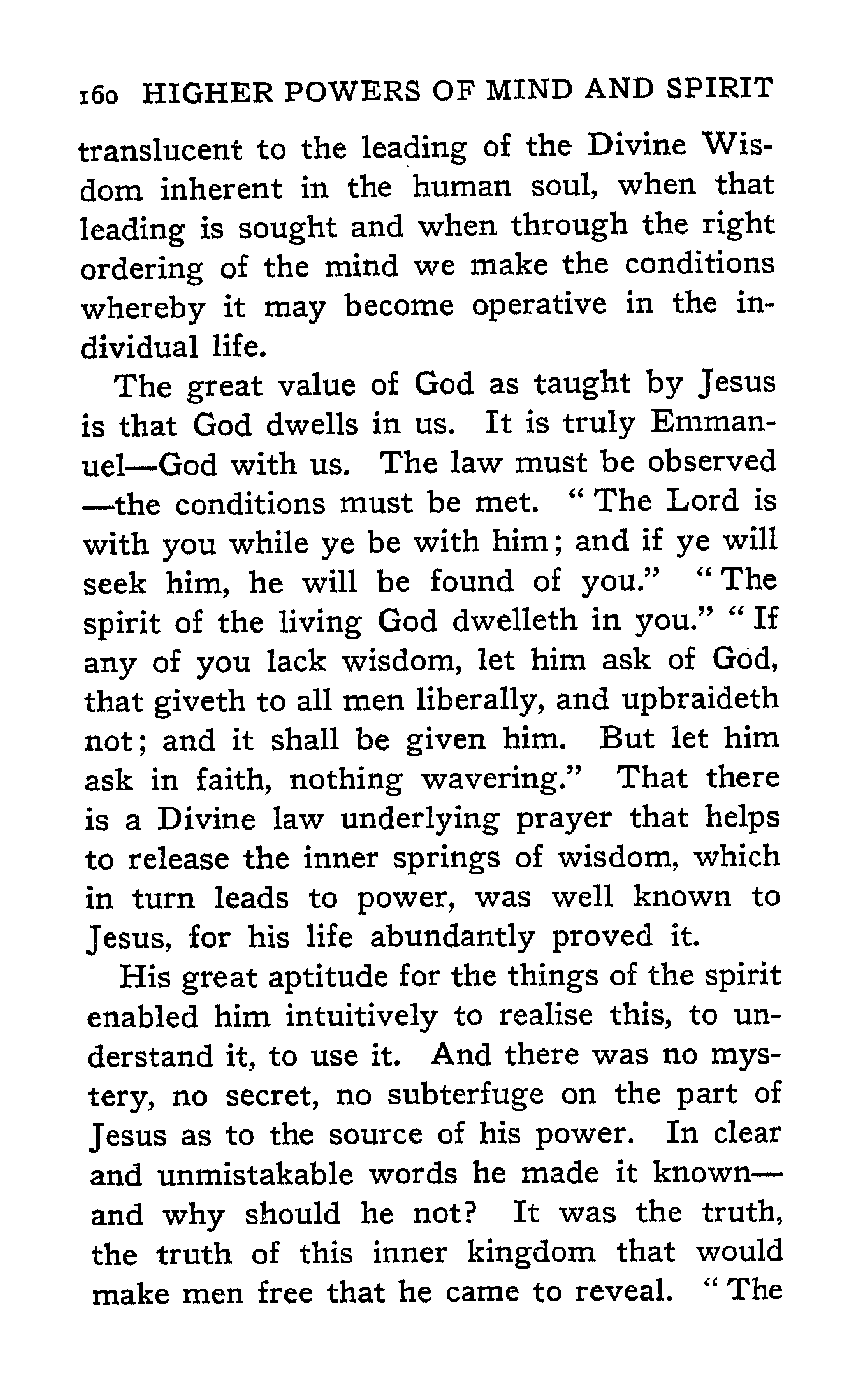 160 HIGHER POWERS OF MIND AND SPIRIT
translucent to the leading of the Divine Wis-
dom inherent in the human soul, when that
leading is sought and when through the right
ordering of the mind we make the conditions
whereby it may become operative in the in-
dividual life.
The great value of God as taught by Jesus
is that God dwells in us. It is truly Emman-
uel—God with us. The law must be observed
—the conditions must be met. “ The Lord is
with you while ye be with him; and if ye will
seek him, he will be found of you.” “ The
spirit of the living God dwelleth in you.” “ If
any of you lack wisdom, let him ask of God,
that giveth to all men liberally, and upbraideth
not; and it shall be given him. But let him
ask in faith, nothing wavering.” That there
is a Divine law underlying prayer that helps
to release the inner springs of wisdom, which
in turn leads to power, was well known to
Jesus, for his life abundantly proved it.
His great aptitude for the things of the spirit
enabled him intuitively to realise this, to un-
derstand it, to use it. And there was no mys-
tery, no secret, no subterfuge on the part of
Jesus as to the source of his power. In clear
and unmistakable words he made it known—
and why should he not? It was the truth,
the truth of this inner kingdom that would
make men free that he came to reveal. “ The